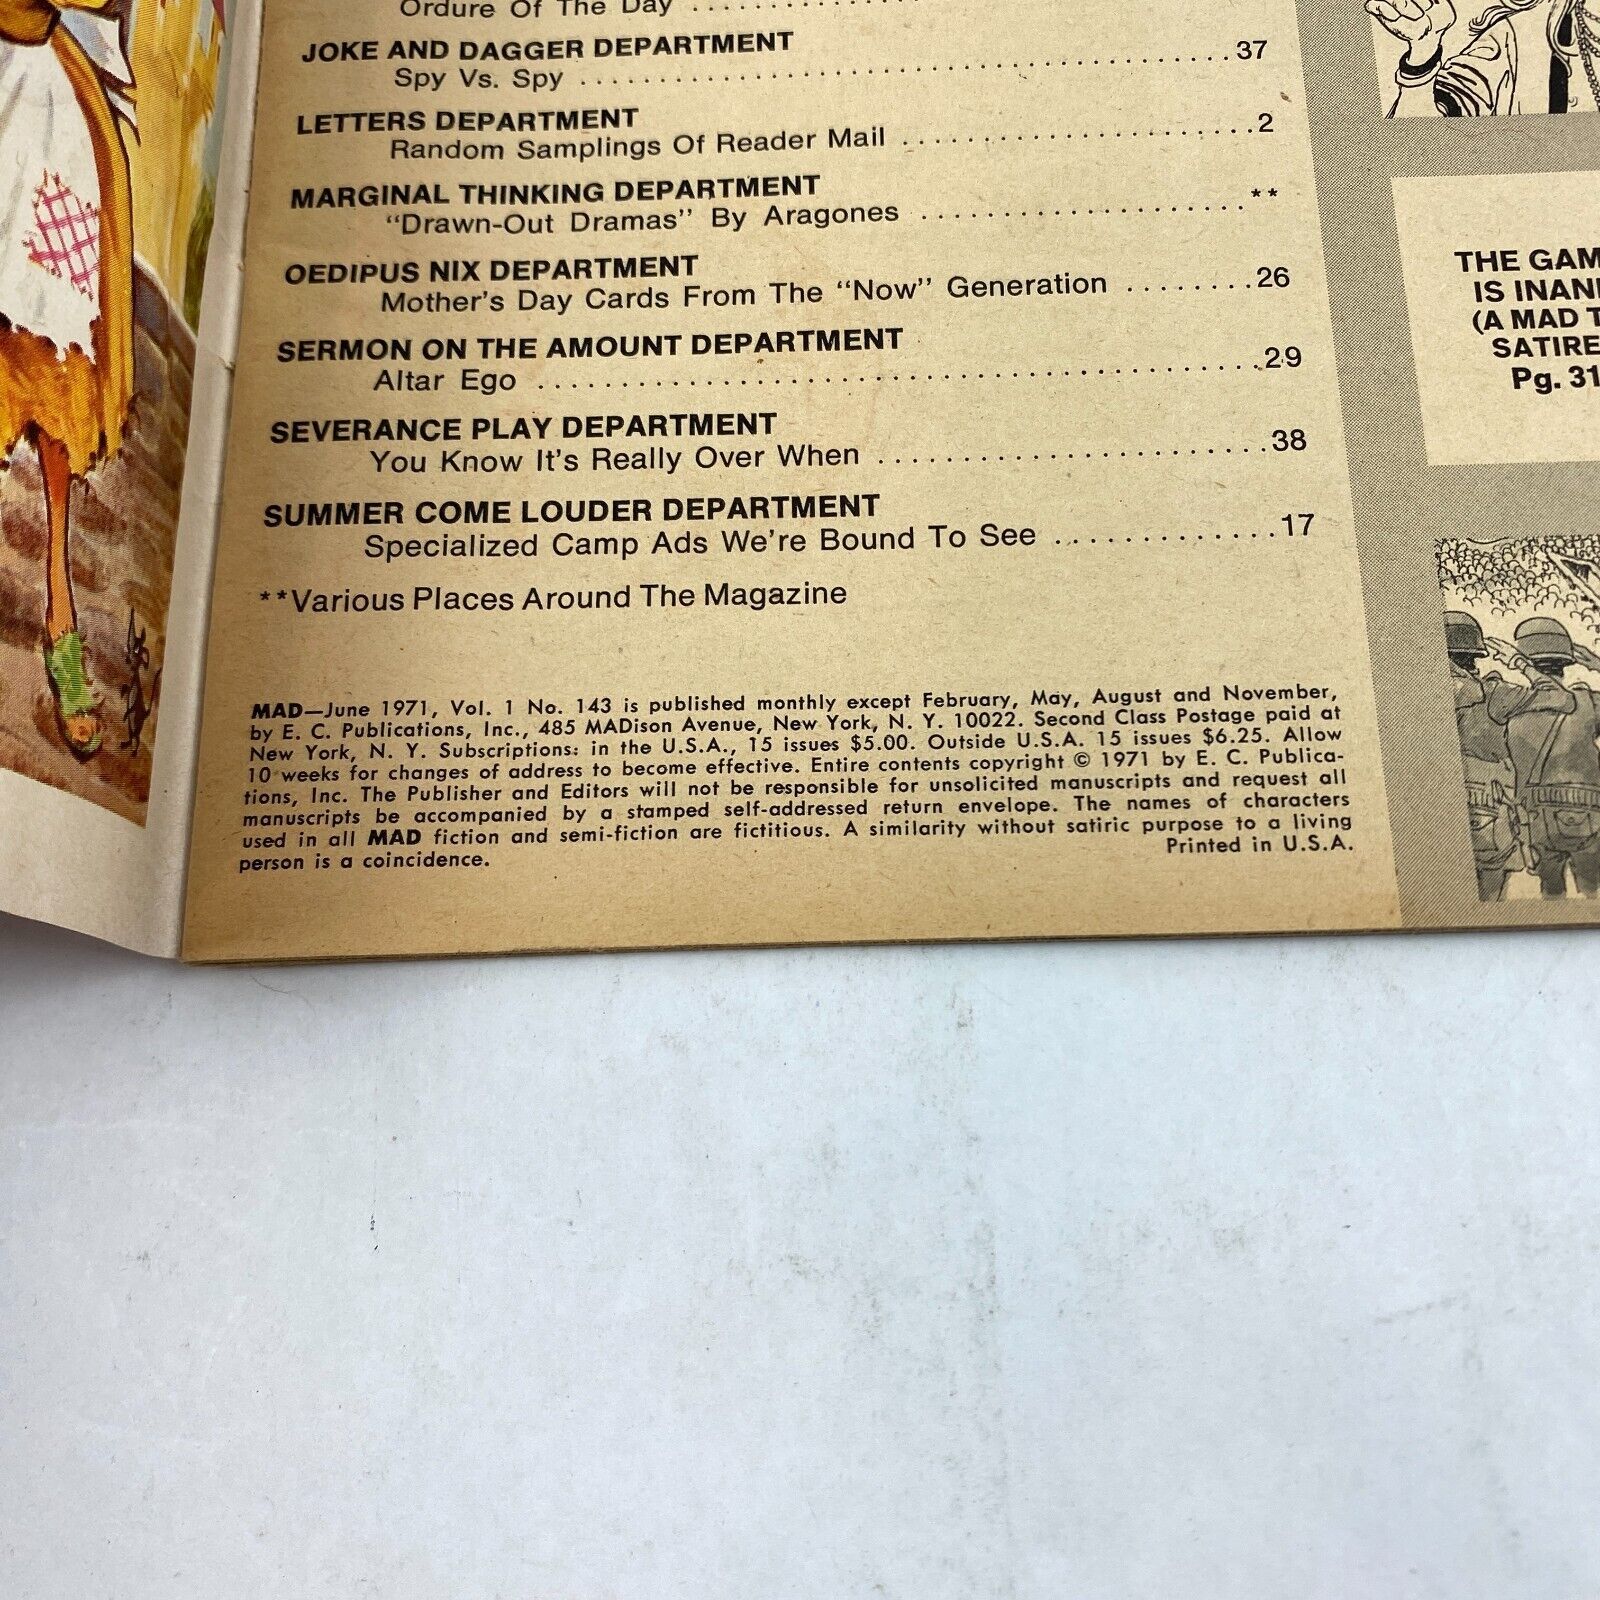 Ordure Of The Day ....................
JOKE AND DAGGER DEPARTMENT
Spy Vs. Spy ........................................ 37
LETTERS DEPARTMENT
Random Samplings Of Reader Mail ..................... 2
MARGINAL THINKING DEPARTMENT
"Drawn-Out Dramas" By Aragones ..................... **
OEDIPUS NIX DEPARTMENT
Mother's Day Cards From The "Now" Generation ........ 26
SERMON ON THE AMOUNT DEPARTMENT
Altar Ego ........................................ 29
SEVERANCE PLAY DEPARTMENT
You Know It's Really Over When ..................... 38
SUMMER COME LOUDER DEPARTMENT
Specialized Camp Ads We're Bound To See ............. 17
**Various Places Around The Magazine
MAD—June 1971, Vol. 1 No. 143 is published monthly except February, May, August and November,
by E. C. Publications, Inc., 485 MADison Avenue, New York, N. Y. 10022. Second Class Postage paid at
New York, N. Y. Subscriptions: in the U.S.A., 15 issues $5.00. Outside U.S.A. 15 issues $6.25. Allow
10 weeks for changes of address to become effective. Entire contents copyright © 1971 by E. C. Publica-
tions, Inc. The Publisher and Editors will not be responsible for unsolicited manuscripts and request all
manuscripts be accompanied by a stamped self-addressed return envelope. The names of characters
used in all MAD fiction and semi-fiction are fictitious. A similarity without satiric purpose to a living
person is a coincidence. Printed in U.S.A.
THE GAM
IS INAN
(A MAD T
SATIRE
Pg. 31